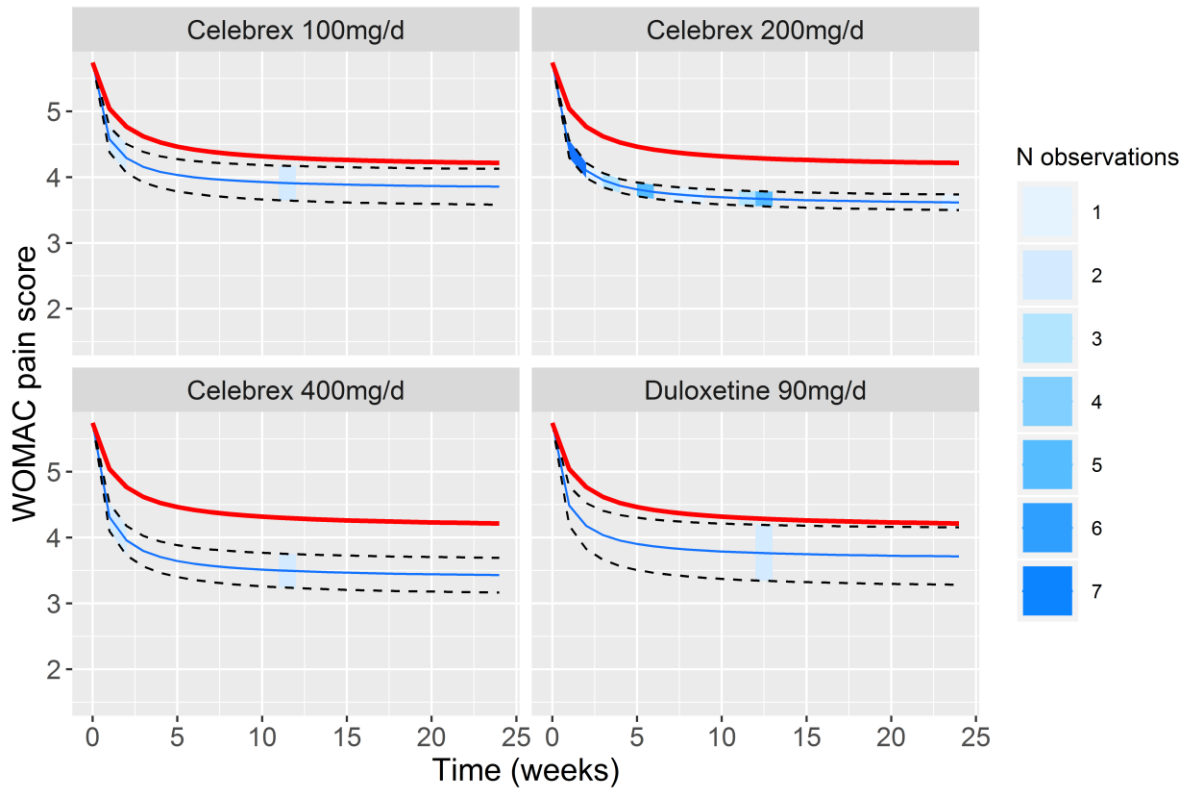 Celebrex 100mg/d
Celebrex 200mg/d
5
4
3
2
Celebrex 400mg/d
Duloxetine 90mg/d
5
4
3
2
0 5 10 15 20 25
0 5 10 15 20 25
Time (weeks)
WOMAC pain score
N observations
1
2
3
4
5
6
7